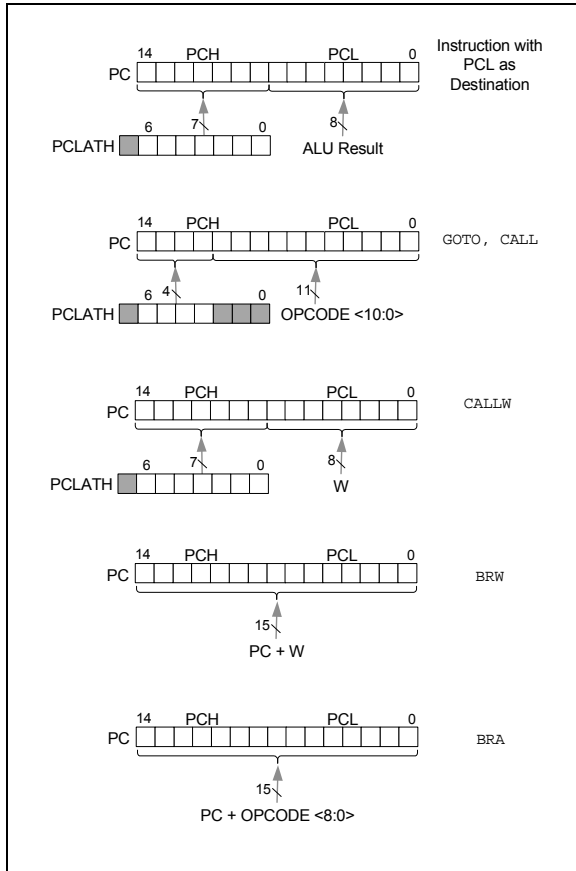 14 PCH PCL 0
PC
Instruction with
PCL as
Destination
6 7 0 8
PCLATH ALU Result
14 PCH PCL 0
PC
GOTO, CALL
6 4 0 11
PCLATH OPCODE <10:0>
14 PCH PCL 0
PC
CALLW
6 7 0 8
PCLATH W
14 PCH PCL 0
PC
BRW
15
PC + W
14 PCH PCL 0
PC
BRA
15
PC + OPCODE <8:0>